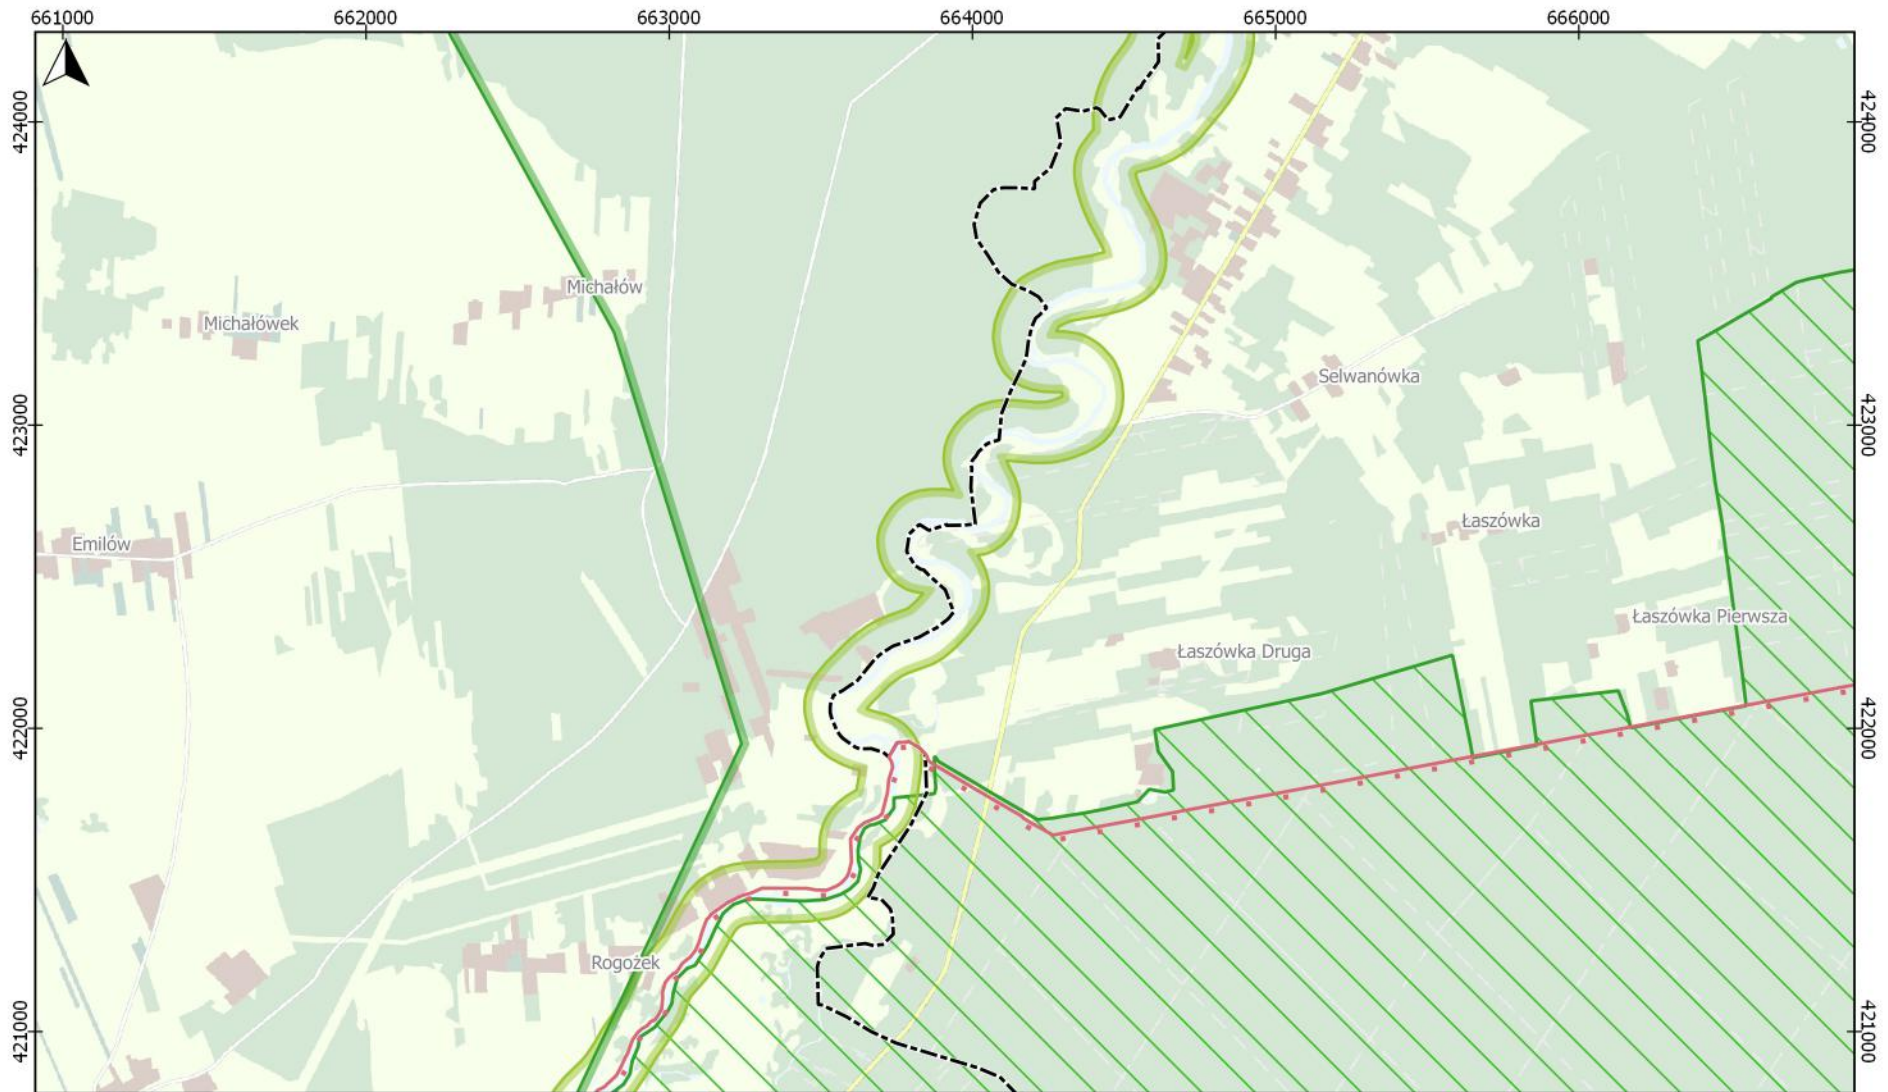 661000 662000 663000 664000 665000 666000
424000 424000
Michałów
Michałówek
Selwanówka
423000 423000
Łaszówka
Emilów
Łaszówka Pierwsza
Łaszówka Druga
422000 422000
Rogożek
421000 421000